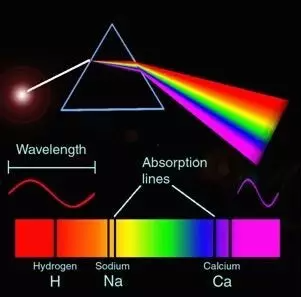 Wavelength
Absorption
lines
Hydrogen
H
Sodium
Na
Calcium
Ca